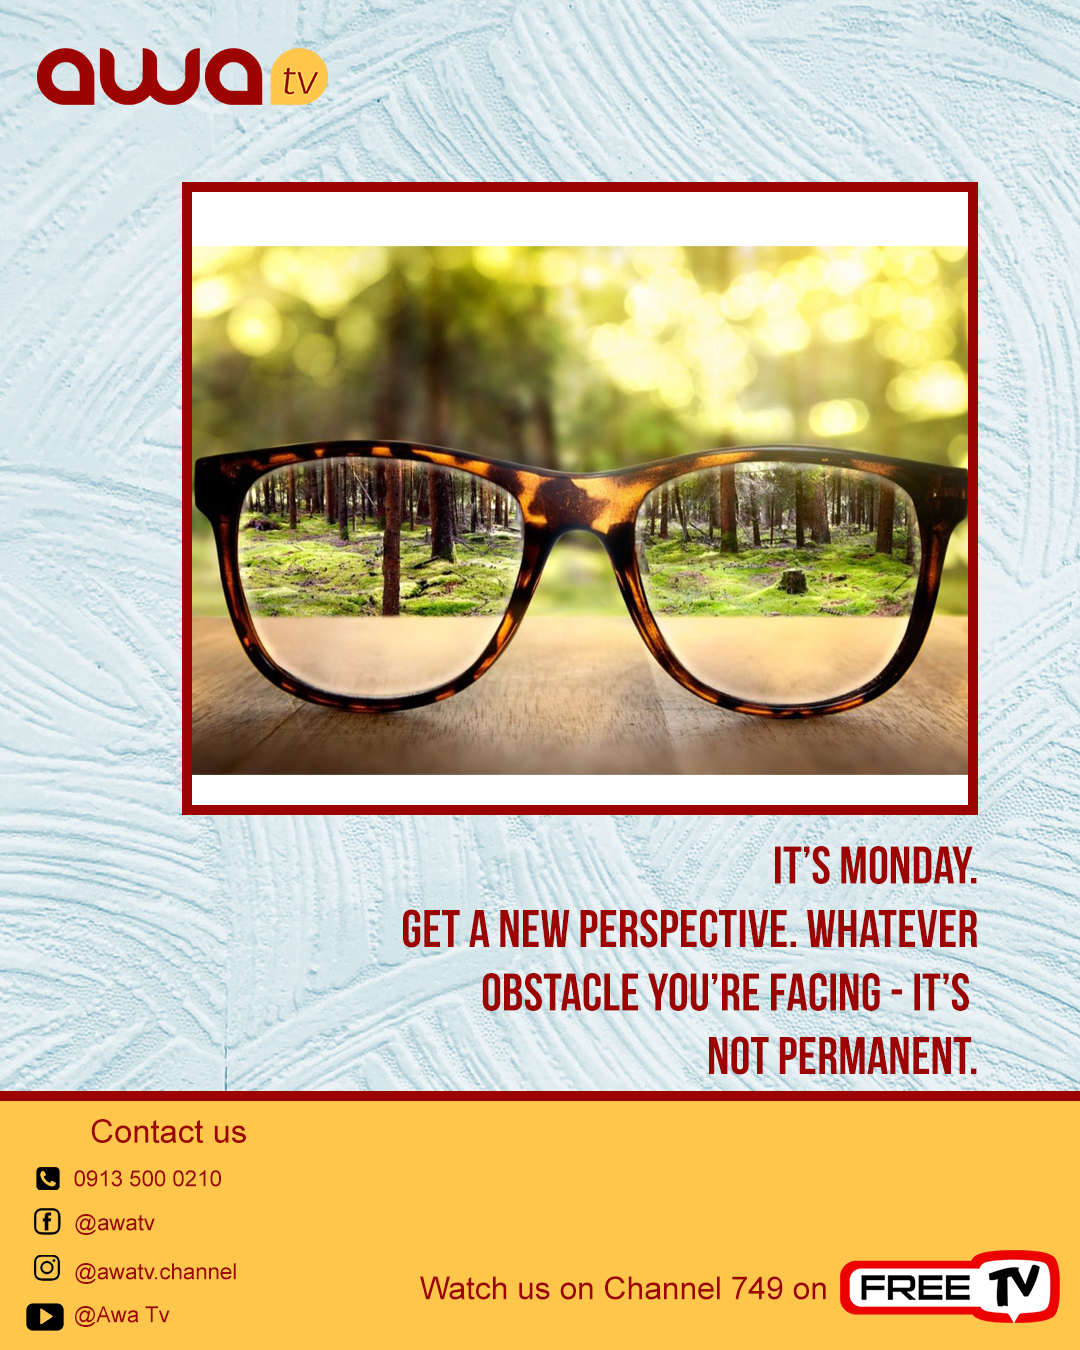 awa tv
IT'S MONDAY.
GET A NEW PERSPECTIVE. WHATEVER
OBSTACLE YOU'RE FACING - IT'S
NOT PERMANENT.
Contact us
0913 500 0210
@awatv
@awatv.channel
@Awa Tv
Watch us on Channel 749 on FREE TV